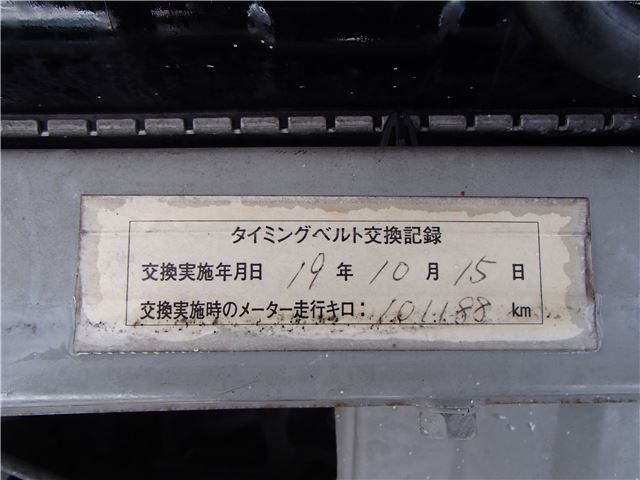 タイミングベルト交換記録
交換実施年月日 19 年 10 月 15 日
交換実施時のメーター走行キロ： 101188 km